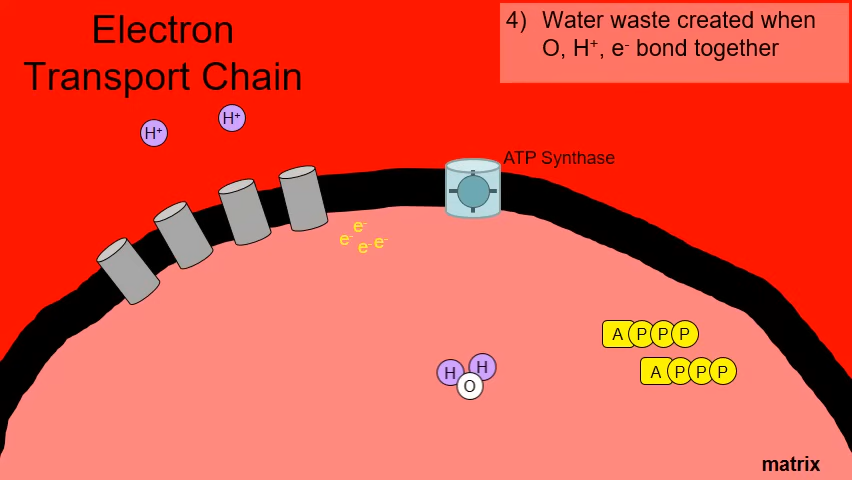 Electron
Transport Chain
4) Water waste created when
O, H⁺, e⁻ bond together
H⁺
H⁺
ATP Synthase
e⁻
e⁻
e⁻
e⁻
A P P P
A P P P
H H
O
matrix